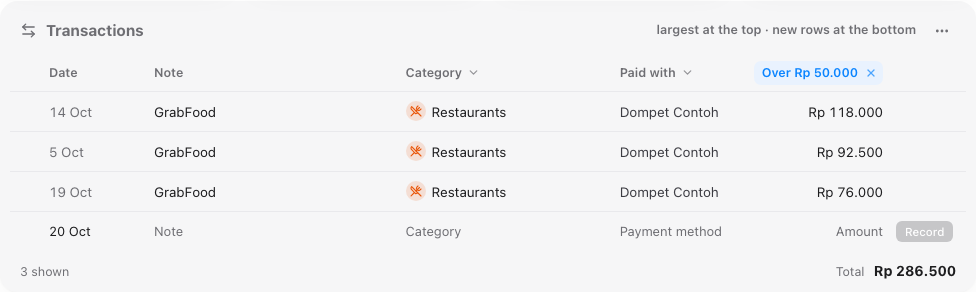 Transactions largest at the top · new rows at the bottom ···
Date Note Category Paid with Over Rp 50.000 ×
14 Oct GrabFood Restaurants Dompet Contoh Rp 118.000
5 Oct GrabFood Restaurants Dompet Contoh Rp 92.500
19 Oct GrabFood Restaurants Dompet Contoh Rp 76.000
20 Oct Note Category Payment method Amount Record
3 shown Total Rp 286.500